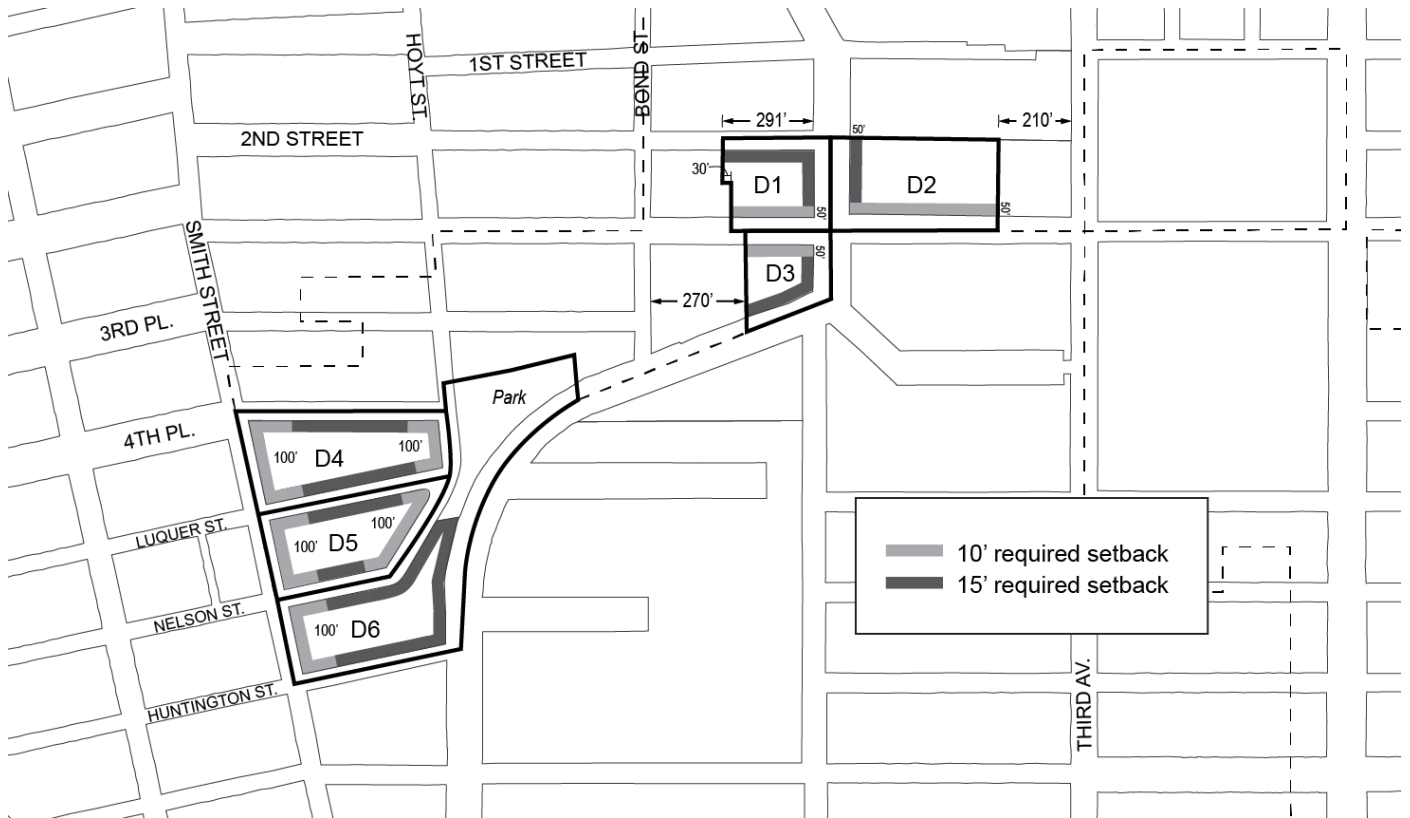 HOYT ST.
BOND ST
1ST STREET
2ND STREET
291'
50'
210'
30'
D1
D2
50'
50'
SMITH STREET
50'
D3
270'
3RD PL.
Park
4TH PL.
100'
D4
100'
100'
D5
100'
LUQUER ST.
10' required setback
15' required setback
NELSON ST.
100'
D6
HUNTINGTON ST.
THIRD AV.